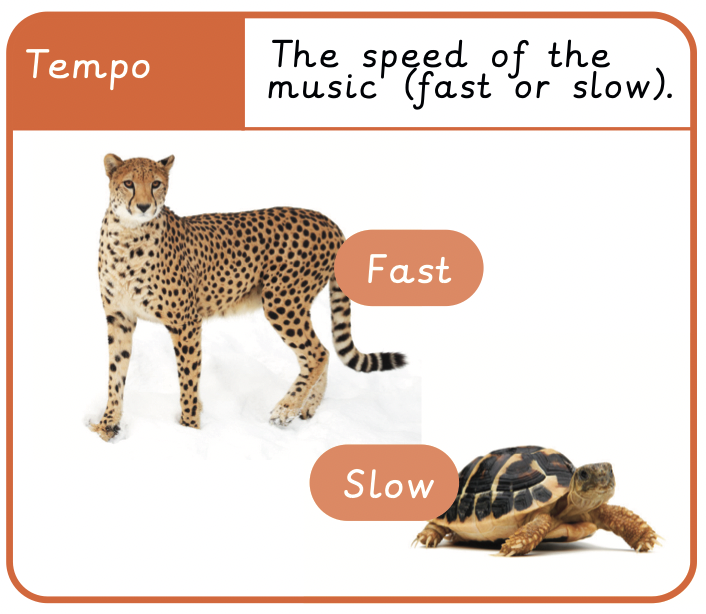 Tempo
The speed of the
music (fast or slow).
Fast
Slow